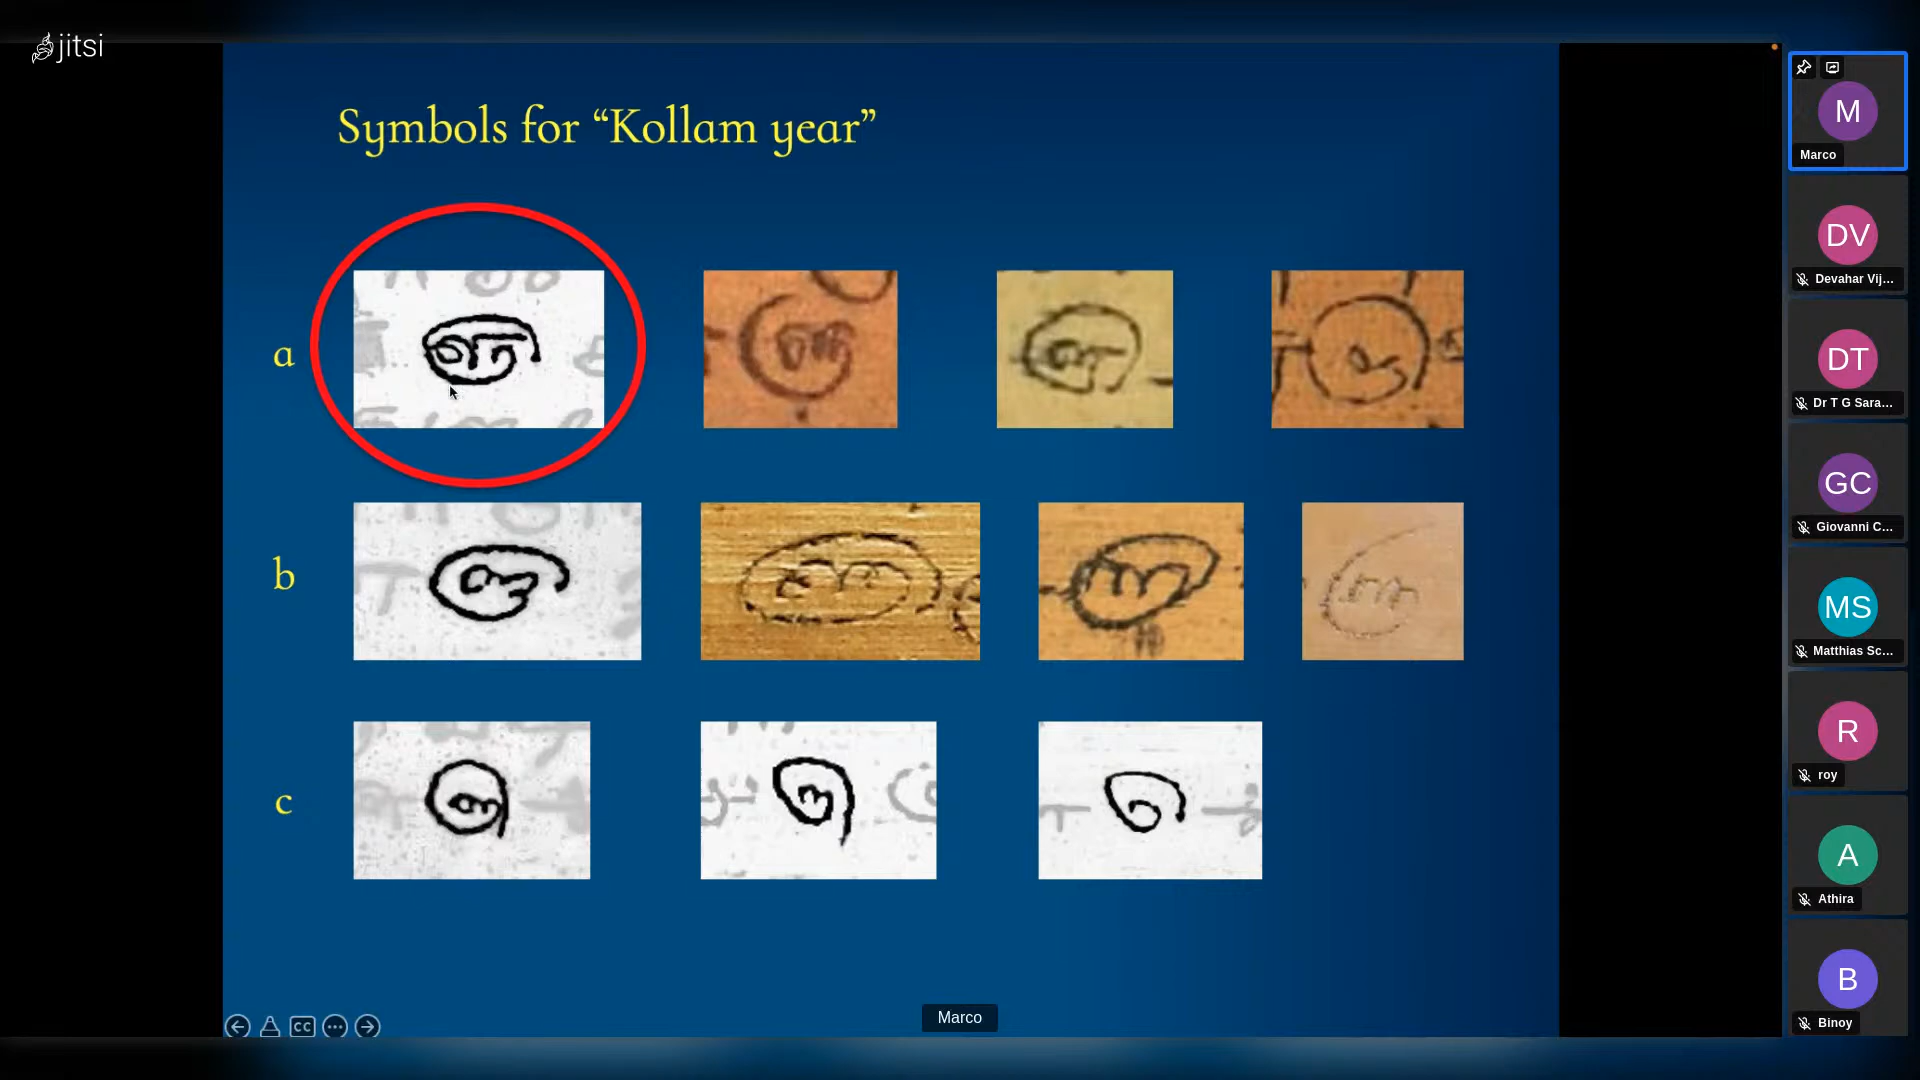 jitsi
Symbols for “Kollam year”
a
b
c
CC
Marco
M
Marco
DV
Devahar Vij...
DT
Dr T G Sara...
GC
Giovanni C...
MS
Matthias Sc...
R
roy
A
Athira
B
Binoy